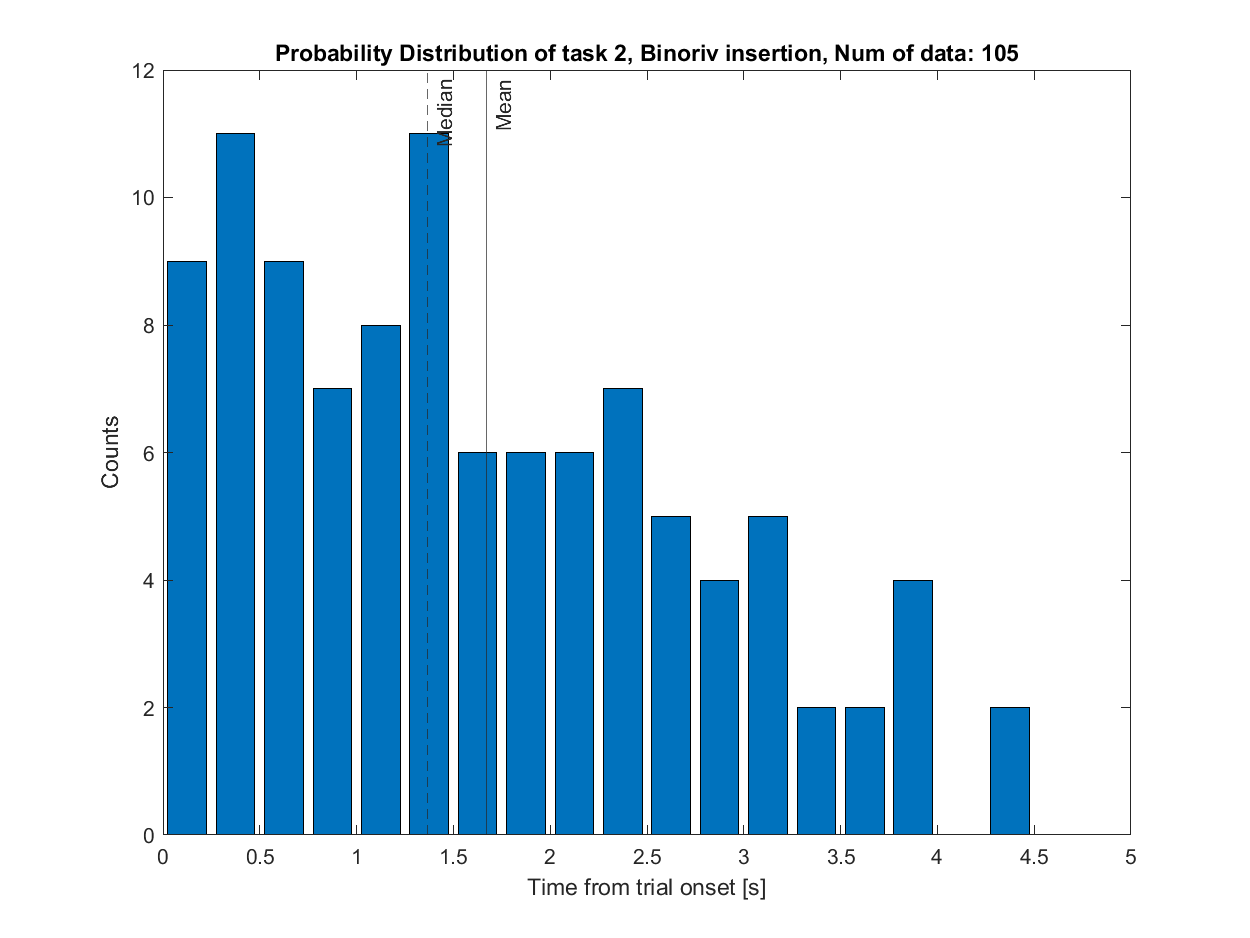 Probability Distribution of task 2, Binoriv insertion, Num of data: 105
12
10
8
6
4
2
0
Counts
Median
Mean
0 0.5 1 1.5 2 2.5 3 3.5 4 4.5 5
Time from trial onset [s]